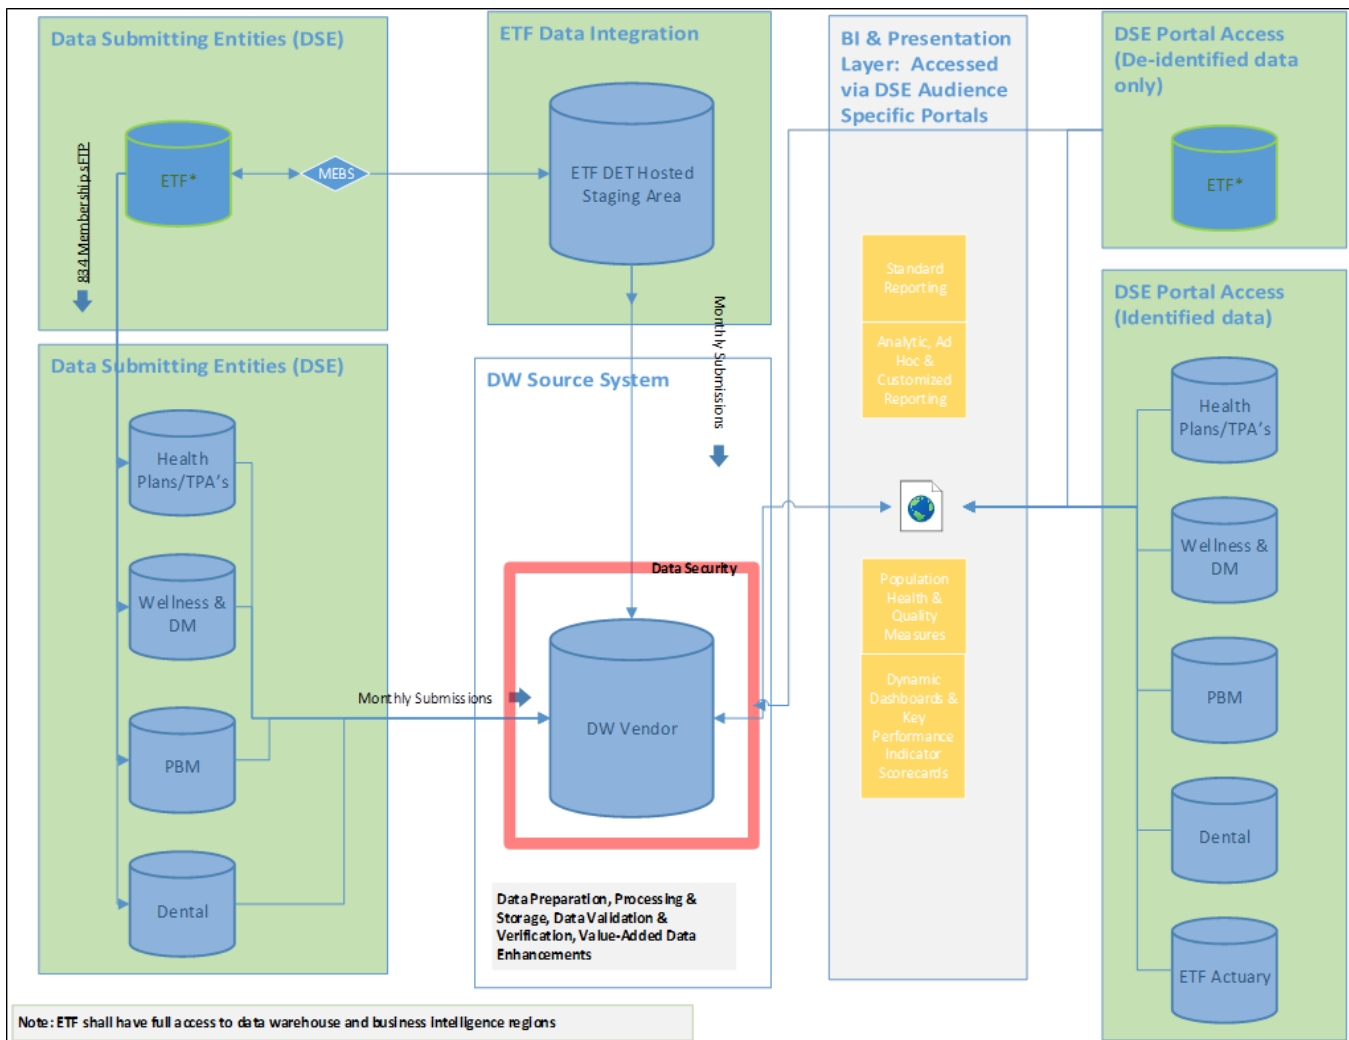 Data Submitting Entities (DSE)
ETF*
MEBS
834 Membership sFTP
ETF Data Integration
ETF DET Hosted
Staging Area
Monthly Submissions
BI & Presentation
Layer:  Accessed
via DSE Audience
Specific Portals
Standard
Reporting
Analytic, Ad
Hoc &
Customized
Reporting
Population
Health &
Quality
Measures
Dynamic
Dashboards &
Key
Performance
Indicator
Scorecards
DSE Portal Access
(De-identified data
only)
ETF*
DSE Portal Access
(Identified data)
Health
Plans/TPA's
Wellness &
DM
PBM
Dental
ETF Actuary
Data Submitting Entities (DSE)
Health
Plans/TPA's
Wellness &
DM
PBM
Dental
Monthly Submissions
DW Source System
Data Security
DW Vendor
Data Preparation, Processing &
Storage, Data Validation &
Verification, Value-Added Data
Enhancements
Note: ETF shall have full access to data warehouse and business intelligence regions